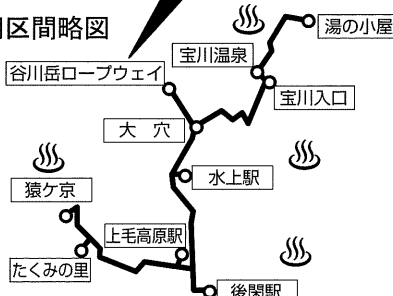 区間略図
湯の小屋
宝川温泉
谷川岳ロープウェイ
宝川入口
大 穴
水上駅
猿ケ京
上毛高原駅
たくみの里
後閑駅